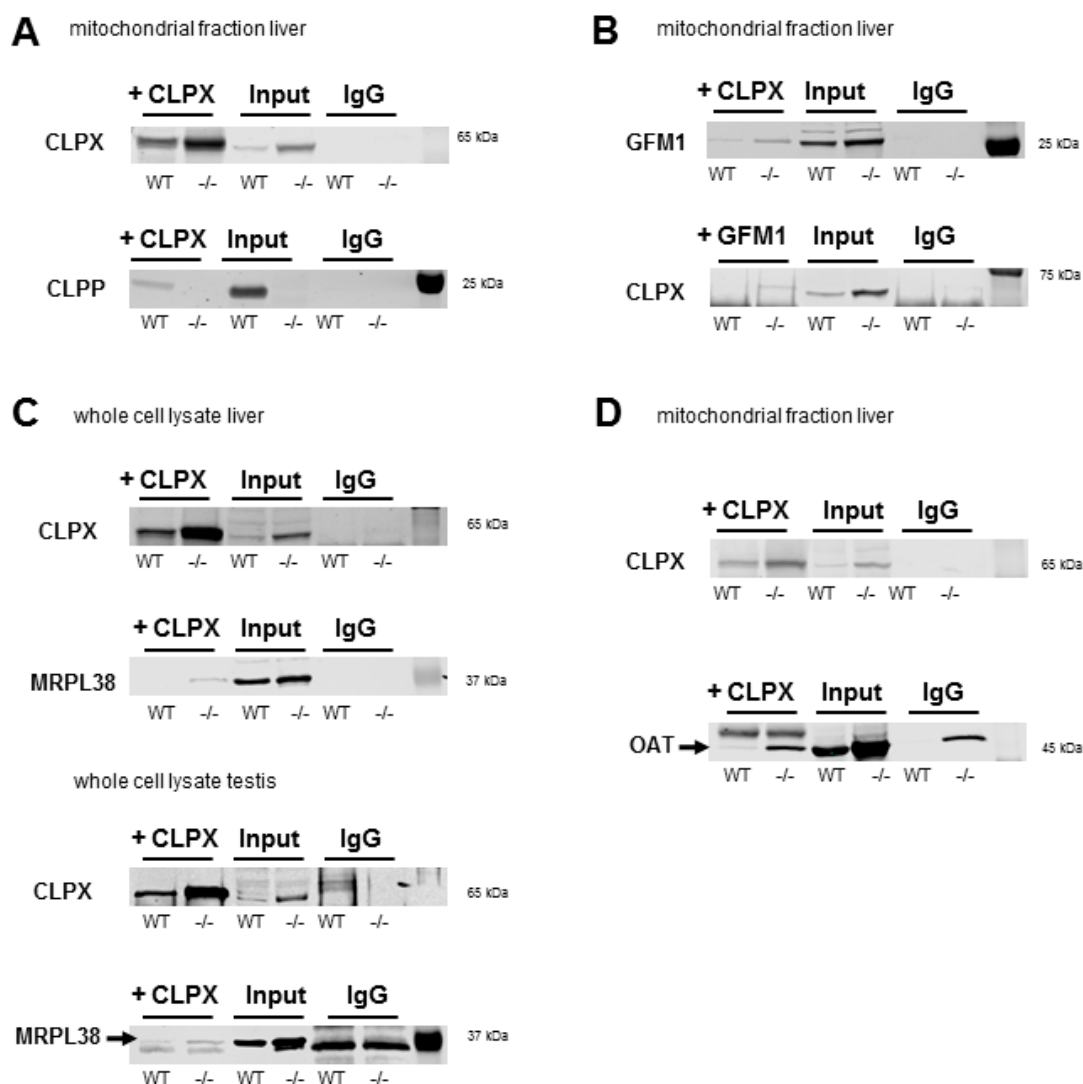 A mitochondrial fraction liver
+ CLPX Input IgG
CLPX 65 kDa
WT -/- WT -/- WT -/-
+ CLPX Input IgG
CLPP 25 kDa
WT -/- WT -/- WT -/-
B mitochondrial fraction liver
+ CLPX Input IgG
GFM1 25 kDa
WT -/- WT -/- WT -/-
+ GFM1 Input IgG
CLPX 75 kDa
WT -/- WT -/- WT -/-
C whole cell lysate liver
+ CLPX Input IgG
CLPX 65 kDa
WT -/- WT -/- WT -/-
+ CLPX Input IgG
MRPL38 37 kDa
WT -/- WT -/- WT -/-
whole cell lysate testis
+ CLPX Input IgG
CLPX 65 kDa
WT -/- WT -/- WT -/-
+ CLPX Input IgG
MRPL38 37 kDa
WT -/- WT -/- WT -/-
D mitochondrial fraction liver
+ CLPX Input IgG
CLPX 65 kDa
WT -/- WT -/- WT -/-
+ CLPX Input IgG
OAT 45 kDa
WT -/- WT -/- WT -/-